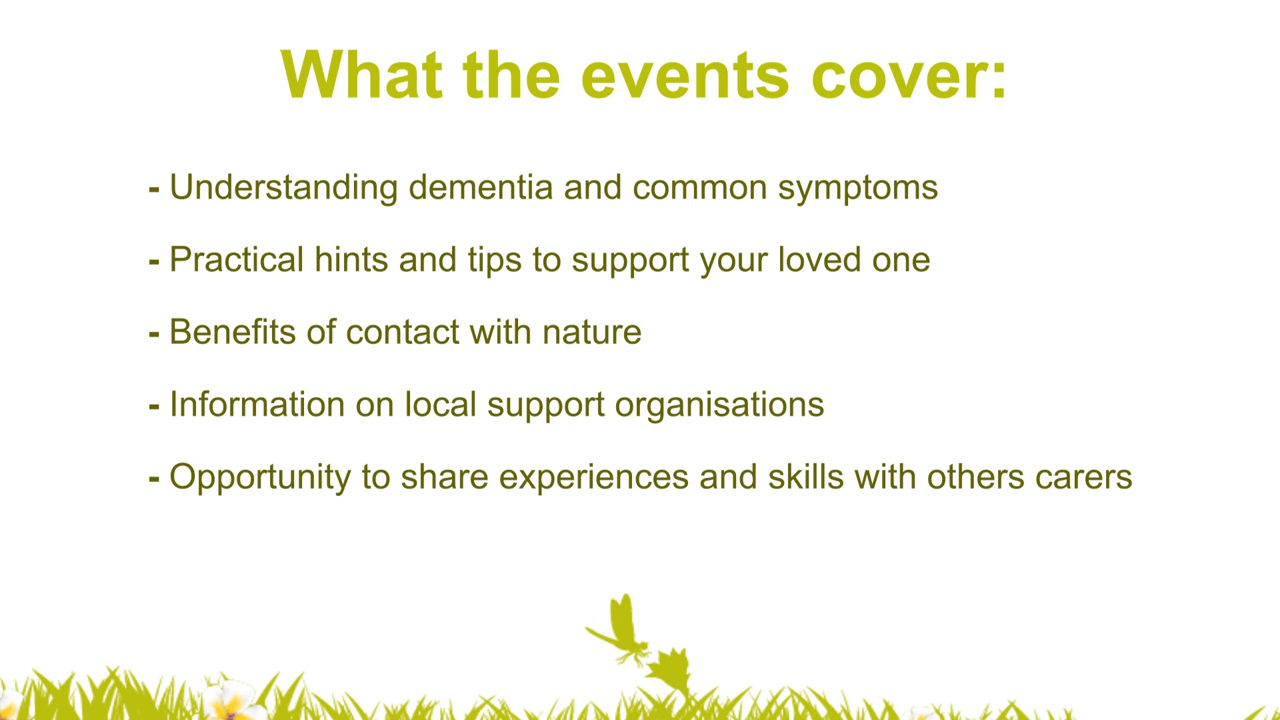 What the events cover:
- Understanding dementia and common symptoms
- Practical hints and tips to support your loved one
- Benefits of contact with nature
- Information on local support organisations
- Opportunity to share experiences and skills with others carers